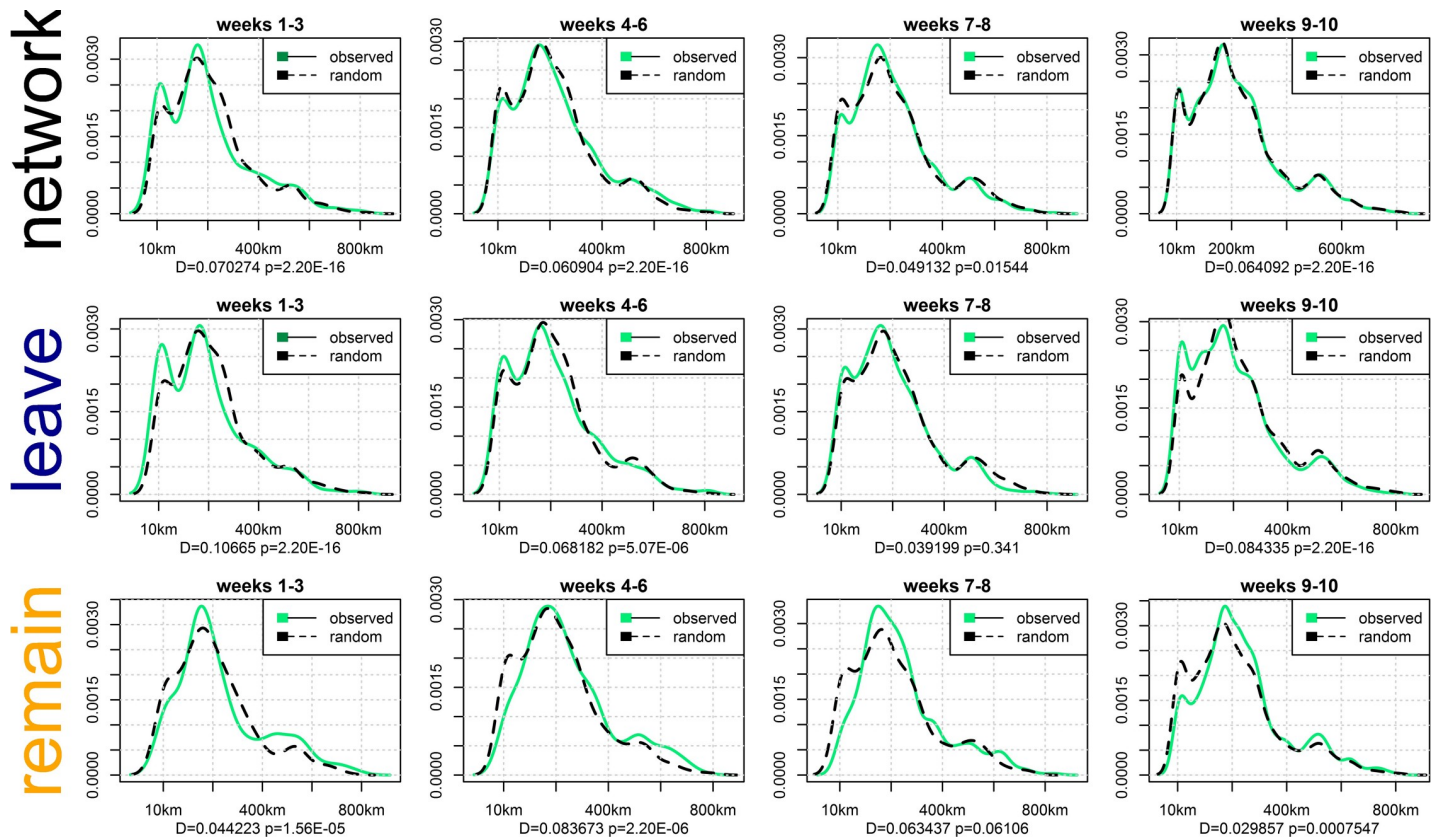 network
weeks 1-3
0.0000 0.0015 0.0030
observed
random
10km 400km 800km
D=0.070274 p=2.20E-16
weeks 4-6
0.0000 0.0015 0.0030
observed
random
10km 400km 800km
D=0.060904 p=2.20E-16
weeks 7-8
0.0000 0.0015 0.0030
observed
random
10km 400km 800km
D=0.049132 p=0.01544
weeks 9-10
0.0000 0.0015 0.0030
observed
random
10km 200km 600km
D=0.064092 p=2.20E-16
leave
weeks 1-3
0.0000 0.0015 0.0030
observed
random
10km 400km 800km
D=0.10665 p=2.20E-16
weeks 4-6
0.0000 0.0015 0.0030
observed
random
10km 400km 800km
D=0.068182 p=5.07E-06
weeks 7-8
0.0000 0.0015 0.0030
observed
random
10km 400km 800km
D=0.039199 p=0.341
weeks 9-10
0.0000 0.0015 0.0030
observed
random
10km 400km 800km
D=0.084335 p=2.20E-16
remain
weeks 1-3
0.0000 0.0015 0.0030
observed
random
10km 400km 800km
D=0.044223 p=1.56E-05
weeks 4-6
0.0000 0.0015 0.0030
observed
random
10km 400km 800km
D=0.083673 p=2.20E-06
weeks 7-8
0.0000 0.0015 0.0030
observed
random
10km 400km 800km
D=0.063437 p=0.06106
weeks 9-10
0.0000 0.0015 0.0030
observed
random
10km 400km 800km
D=0.029857 p=0.0007547